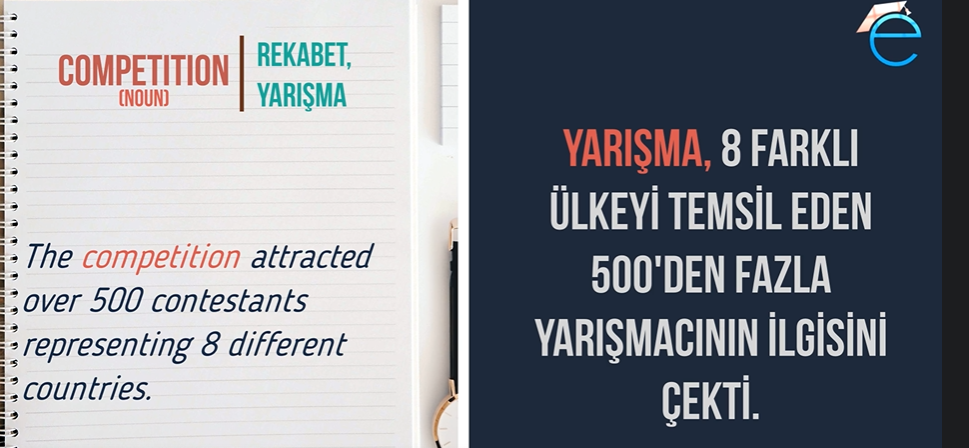 COMPETITION
(NOUN)
REKABET,
YARIŞMA
The competition attracted
over 500 contestants
representing 8 different
countries.
e
YARIŞMA, 8 FARKLI
ÜLKEYİ TEMSİL EDEN
500'DEN FAZLA
YARIŞMACININ İLGİSİNİ
ÇEKTİ.